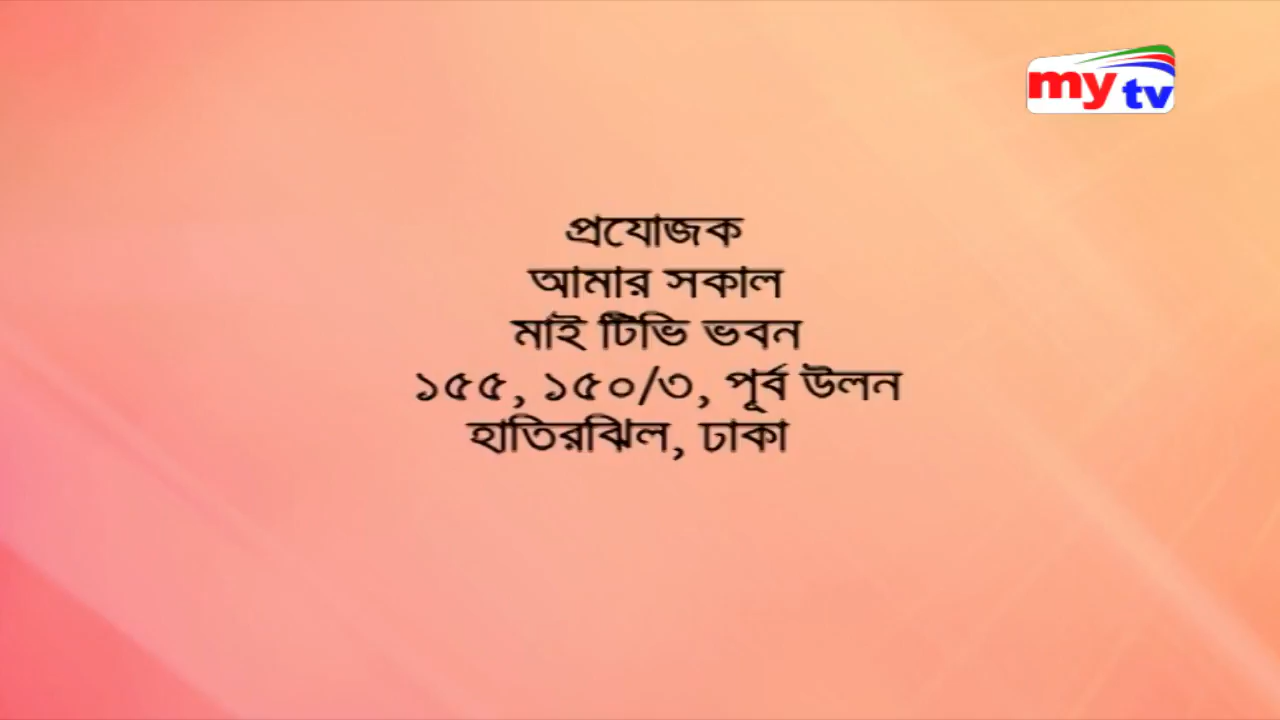 my tv
প্রযোজক
আমার সকাল
মাই টিভি ভবন
১৫৫, ১৫০/৩, পূর্ব উলন
হাতিরঝিল, ঢাকা